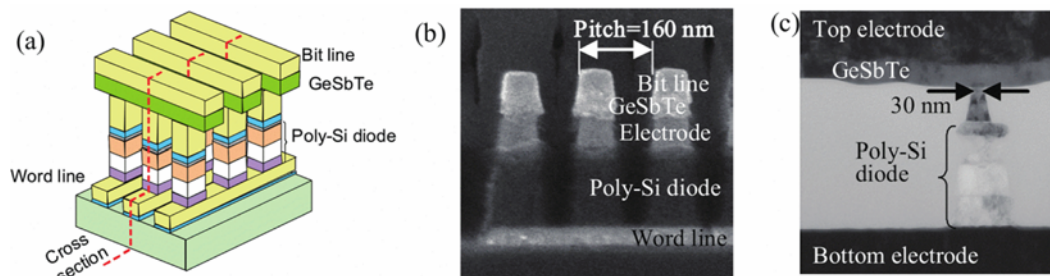 (a)
Bit line
GeSbTe
Poly-Si diode
Word line
Cross
section
(b)
Pitch=160 nm
Bit line
GeSbTe
Electrode
Poly-Si diode
Word line
(c)
Top electrode
GeSbTe
30 nm
Poly-Si
diode
Bottom electrode